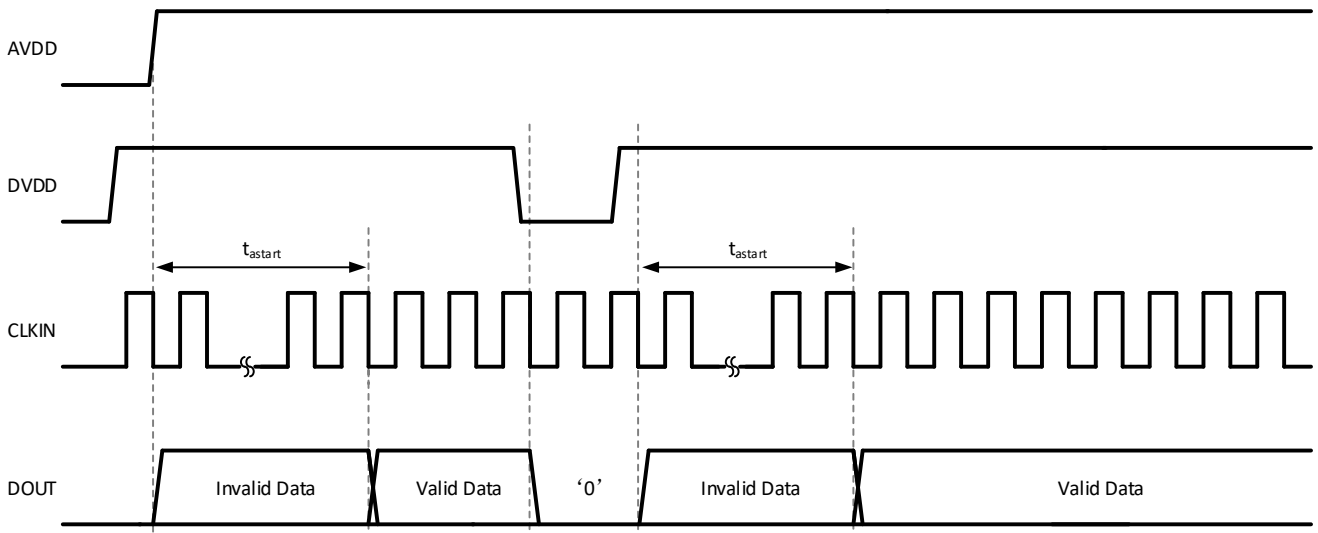 AVDD
DVDD
tastart tastart
CLKIN
DOUT Invalid Data Valid Data ‘0’ Invalid Data Valid Data